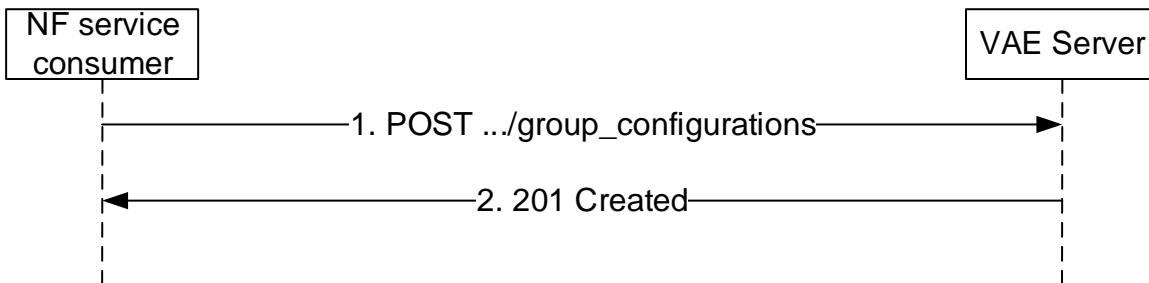 NF service
consumer
VAE Server
1. POST .../group_configurations
2. 201 Created